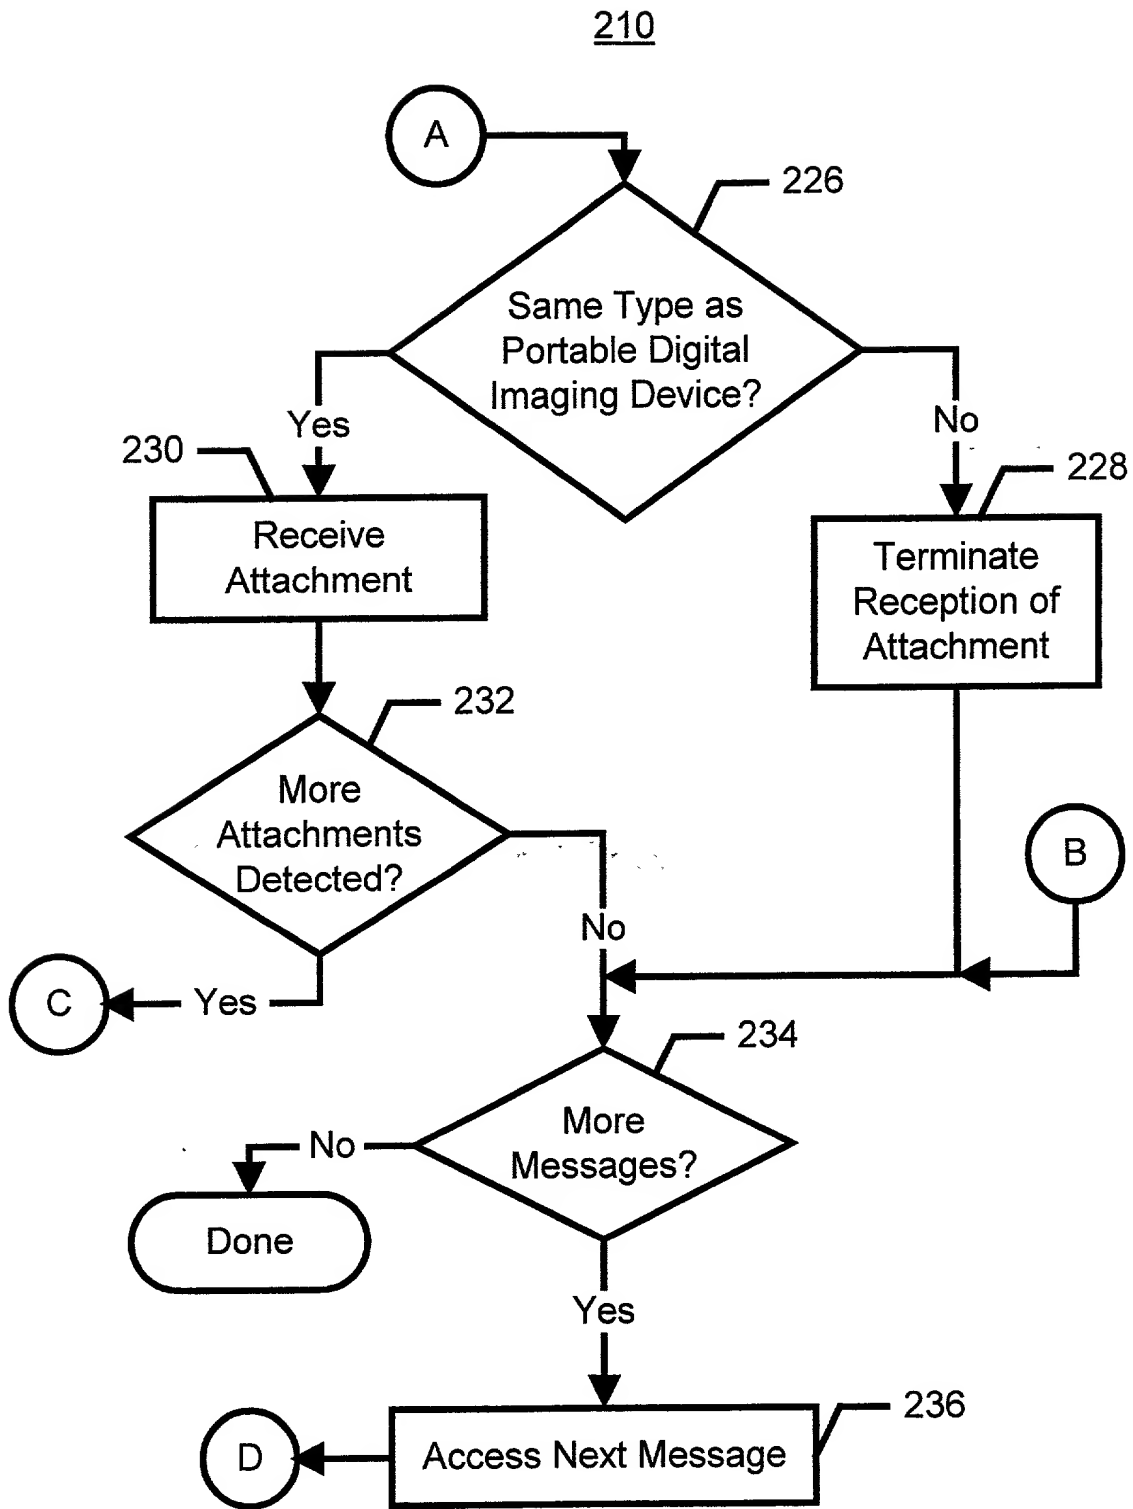 210
A
226
Same Type as
Portable Digital
Imaging Device?
Yes
No
230
228
Receive
Attachment
Terminate
Reception of
Attachment
232
More
Attachments
Detected?
B
No
C
Yes
234
More
Messages?
No
Done
Yes
236
Access Next Message
D